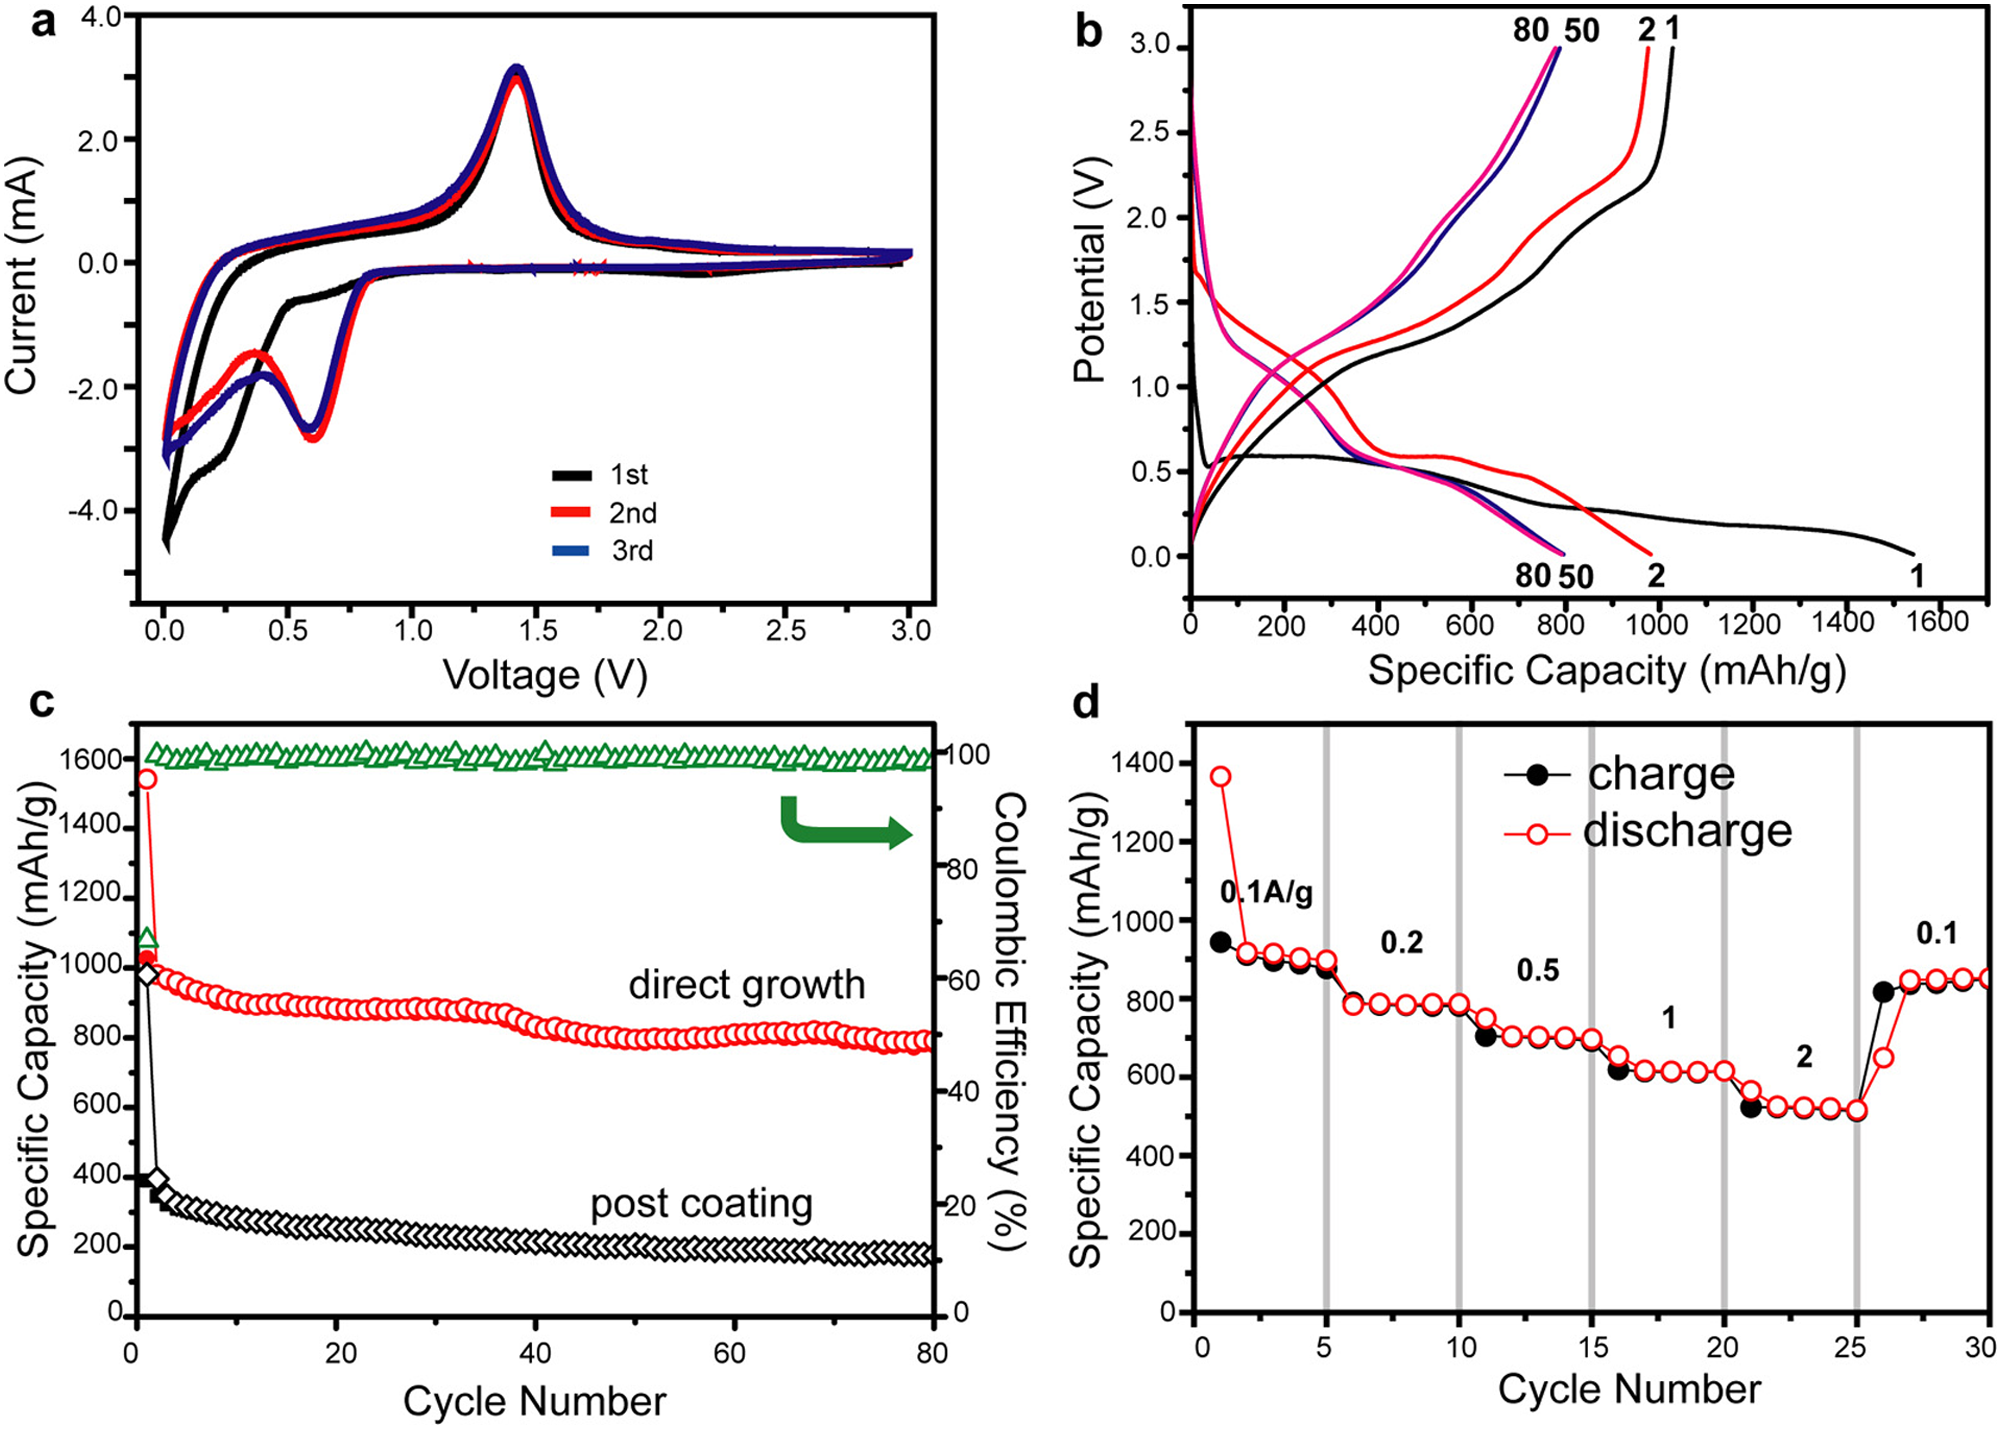 a
4.0
2.0
0.0
-2.0
-4.0
Current (mA)
1st
2nd
3rd
0.0 0.5 1.0 1.5 2.0 2.5 3.0
Voltage (V)
b
80 50 2 1
3.0
2.5
2.0
1.5
1.0
0.5
0.0
Potential (V)
80 50 2 1
0 200 400 600 800 1000 1200 1400 1600
Specific Capacity (mAh/g)
c
1600
1400
1200
1000
800
600
400
200
0
Specific Capacity (mAh/g)
direct growth
post coating
100
80
60
40
20
0
Coulombic Efficiency (%)
0 20 40 60 80
Cycle Number
d
1400
1200
1000
800
600
400
200
0
Specific Capacity (mAh/g)
charge
discharge
0.1A/g
0.2
0.5
1
2
0.1
0 5 10 15 20 25 30
Cycle Number